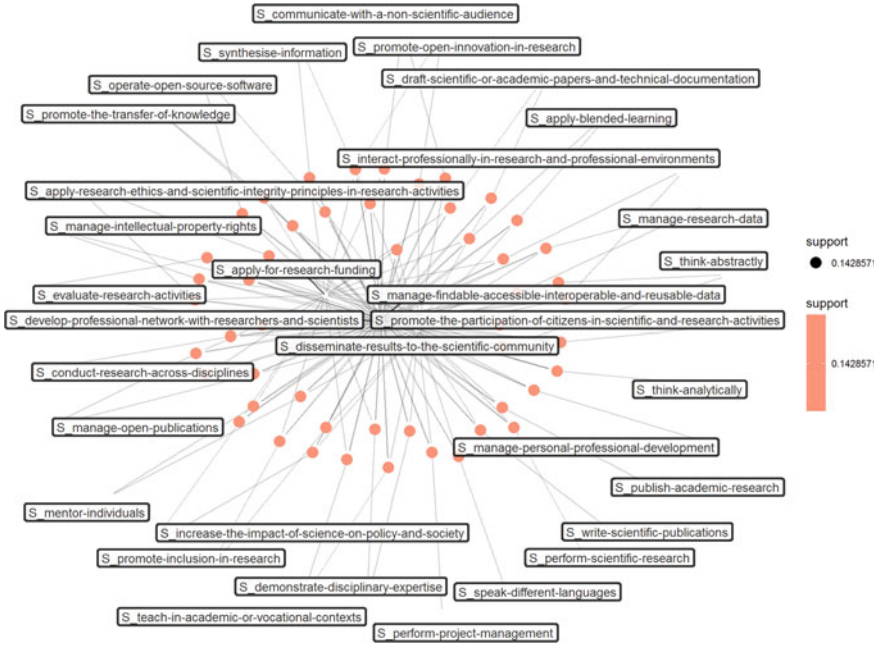 S_communicate-with-a-non-scientific-audience
S_promote-open-innovation-in-research
S_synthesise-information
S_draft-scientific-or-academic-papers-and-technical-documentation
S_operate-open-source-software
S_promote-the-transfer-of-knowledge
S_apply-blended-learning
S_interact-professionally-in-research-and-professional-environments
S_apply-research-ethics-and-scientific-integrity-principles-in-research-activities
S_manage-research-data
S_manage-intellectual-property-rights
support
0.1428571
S_think-abstractly
S_apply-for-research-funding
S_evaluate-research-activities
S_manage-findable-accessible-interoperable-and-reusable-data
support
S_develop-professional-network-with-researchers-and-scientists
S_promote-the-participation-of-citizens-in-scientific-and-research-activities
S_disseminate-results-to-the-scientific-community
0.1428571
S_conduct-research-across-disciplines
S_think-analytically
S_manage-open-publications
S_manage-personal-professional-development
S_publish-academic-research
S_mentor-individuals
S_increase-the-impact-of-science-on-policy-and-society
S_write-scientific-publications
S_promote-inclusion-in-research
S_perform-scientific-research
S_demonstrate-disciplinary-expertise
S_speak-different-languages
S_teach-in-academic-or-vocational-contexts
S_perform-project-management